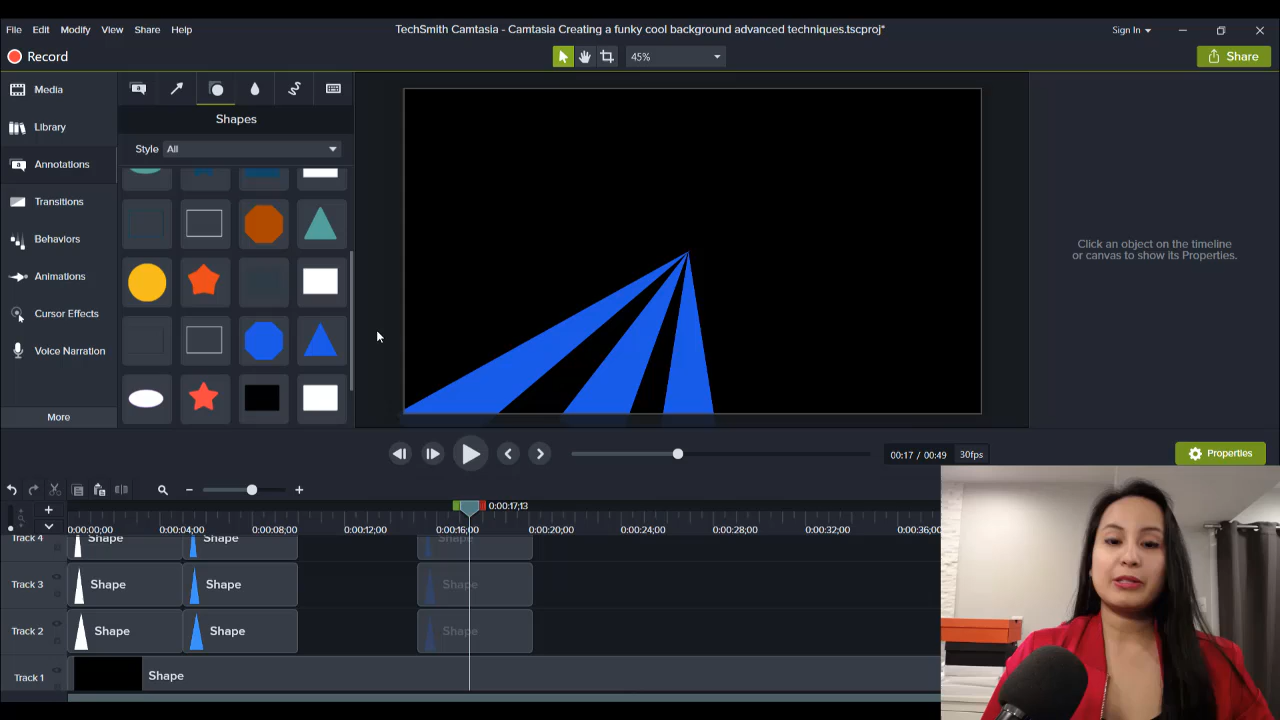 File Edit Modify View Share Help
TechSmith Camtasia - Camtasia Creating a funky cool background advanced techniques.tscproj*
Sign In
Record
45%
Share
Media
Library
Annotations
Transitions
Behaviors
Animations
Cursor Effects
Voice Narration
More
a
Shapes
Style All
Click an object on the timeline
or canvas to show its Properties.
00:17 / 00:49 30fps
Properties
0:00:17;13
0:00:00;00 0:00:04;00 0:00:08;00 0:00:12;00 0:00:16;00 0:00:20;00 0:00:24;00 0:00:28;00 0:00:32;00 0:00:36;00
Track 4 Shape Shape Shape
Track 3 Shape Shape Shape
Track 2 Shape Shape Shape
Track 1 Shape